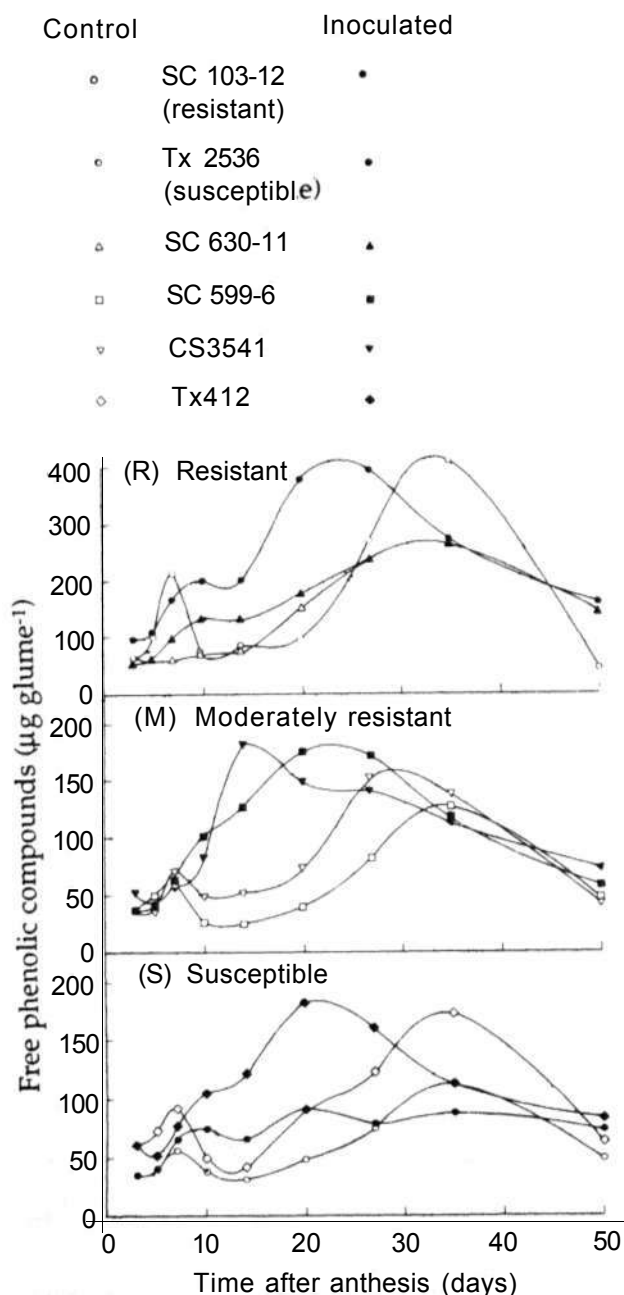 Control Inoculated
SC 103-12
(resistant)
Tx 2536
(susceptible)
SC 630-11
SC 599-6
CS3541
Tx412
Free phenolic compounds (µg glume⁻¹)
(R) Resistant
400
300
200
100
0
(M) Moderately resistant
200
150
100
50
0
(S) Susceptible
200
150
100
50
0
0 10 20 30 40 50
Time after anthesis (days)